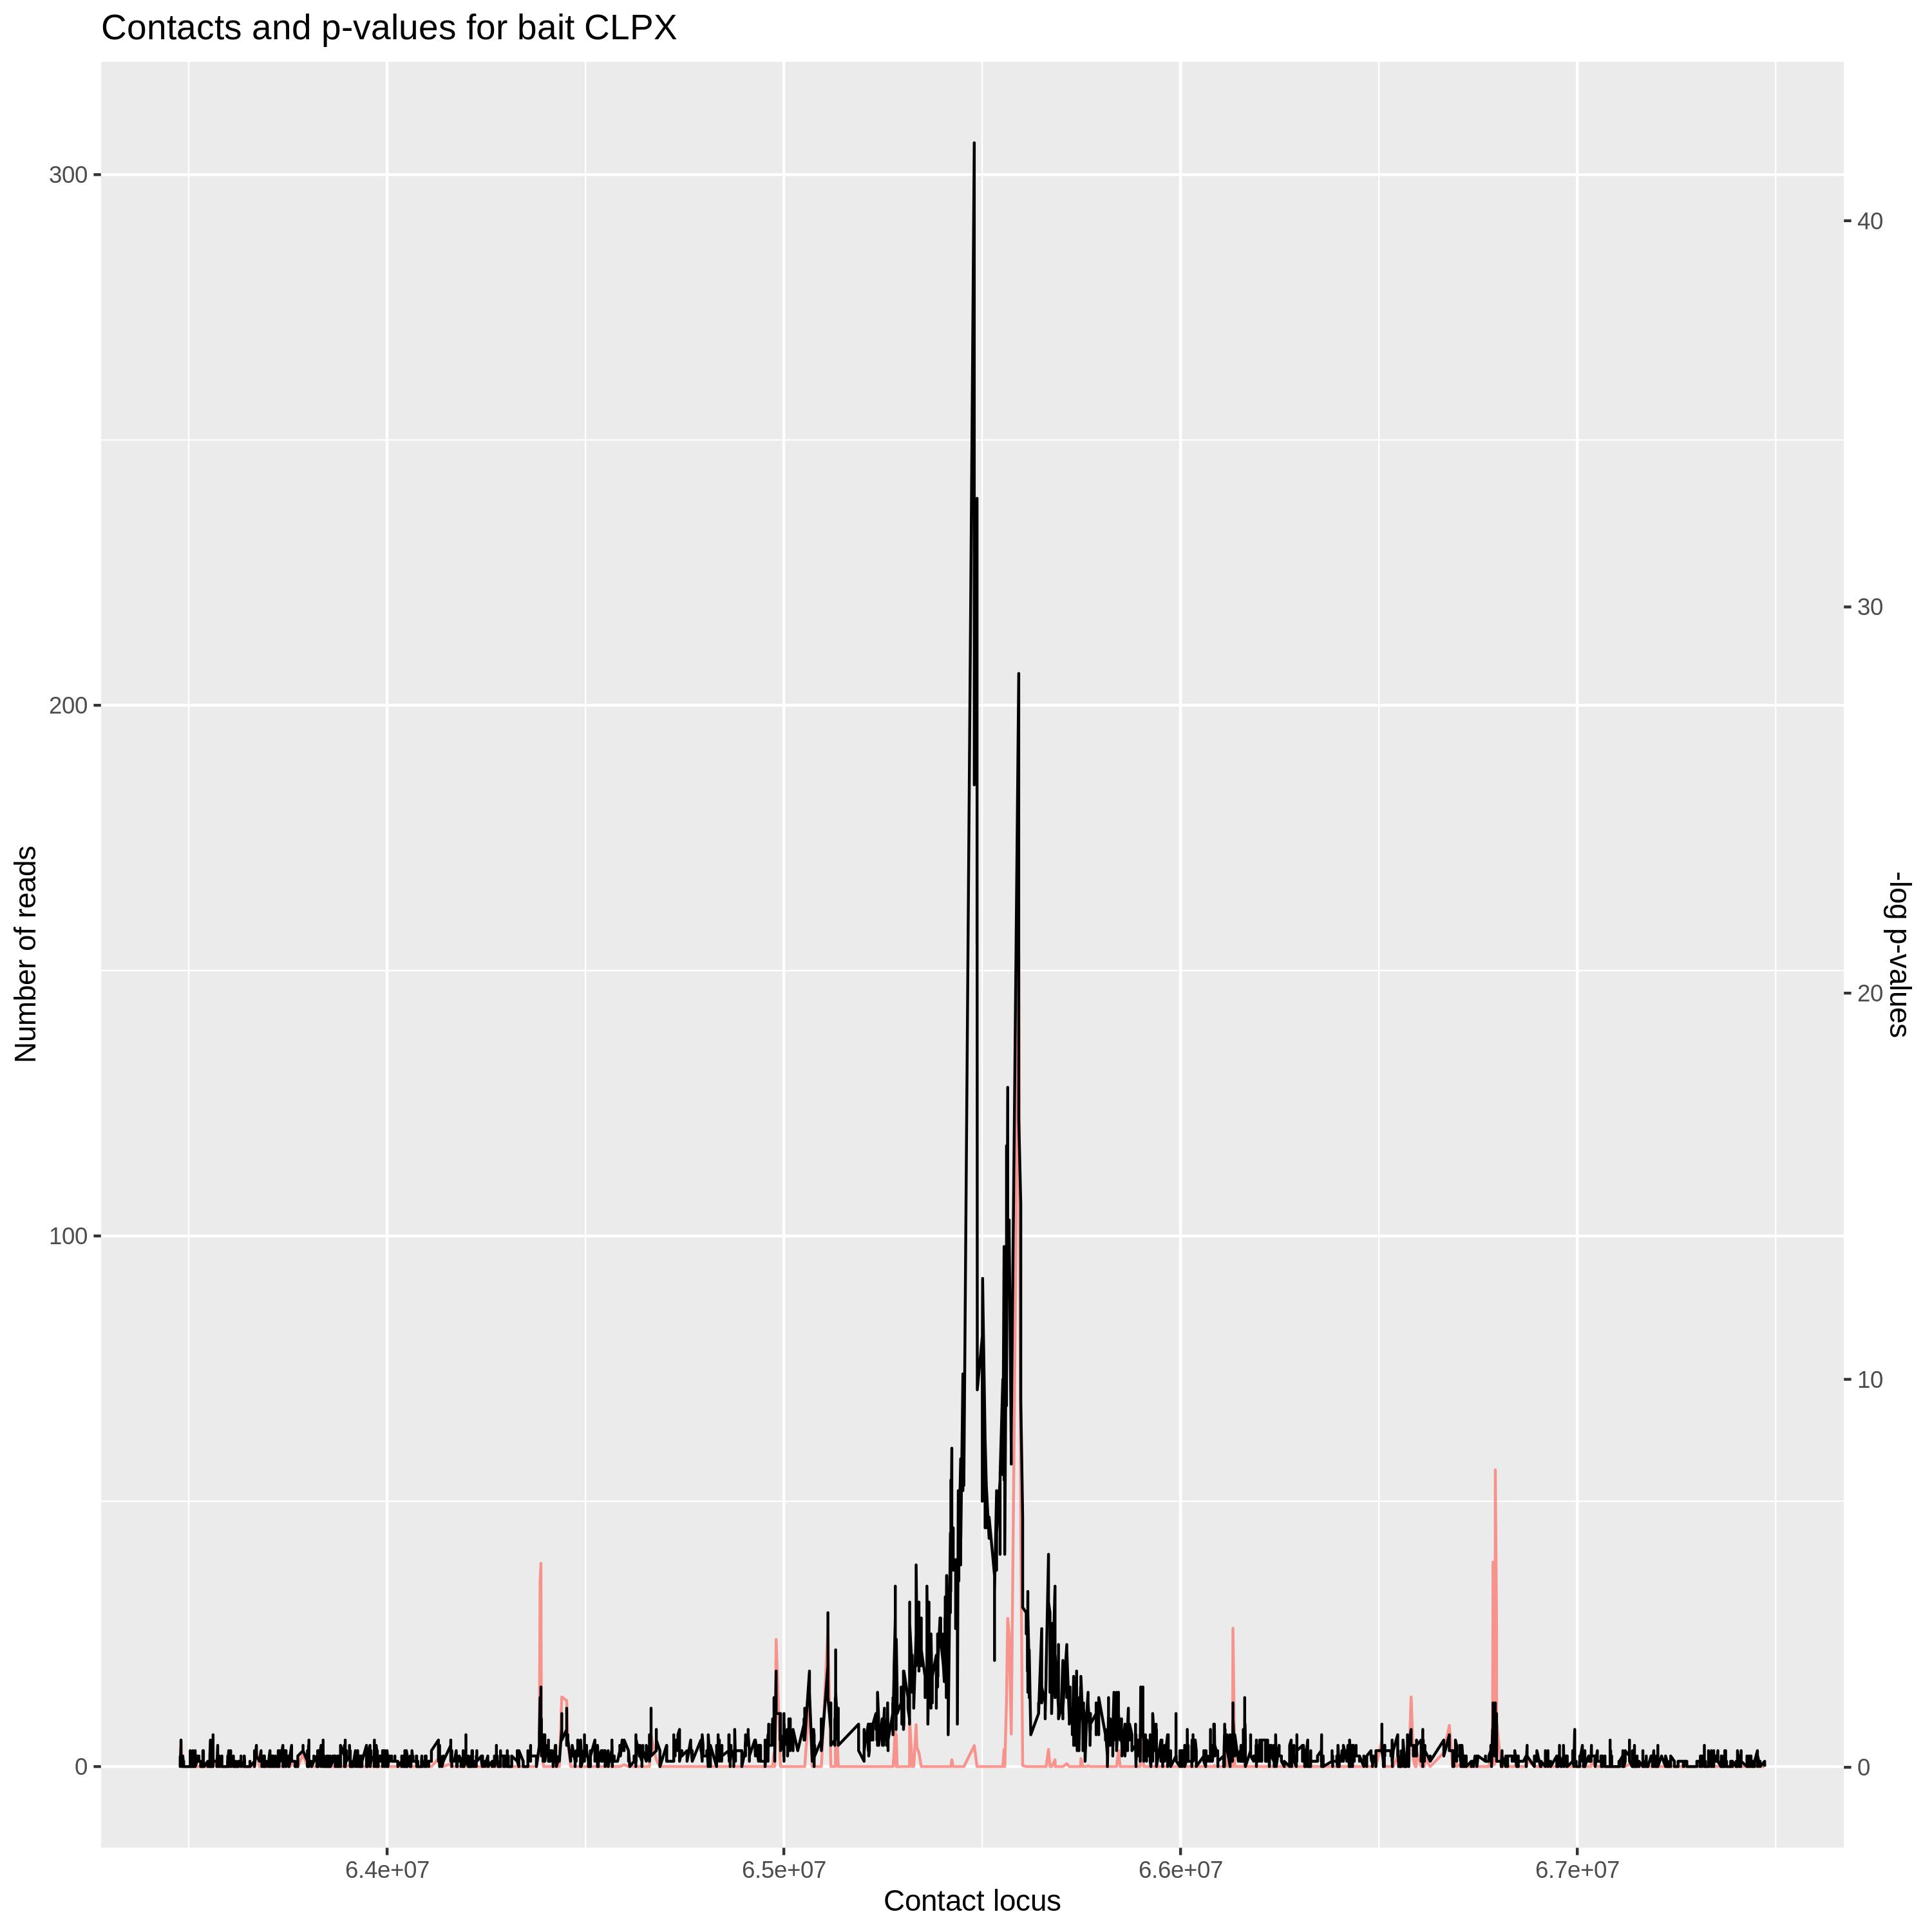 Contacts and p-values for bait CLPX
300
200
100
0
Number of reads
40
30
20
10
0
-log p-values
6.4e+07
6.5e+07
6.6e+07
6.7e+07
Contact locus